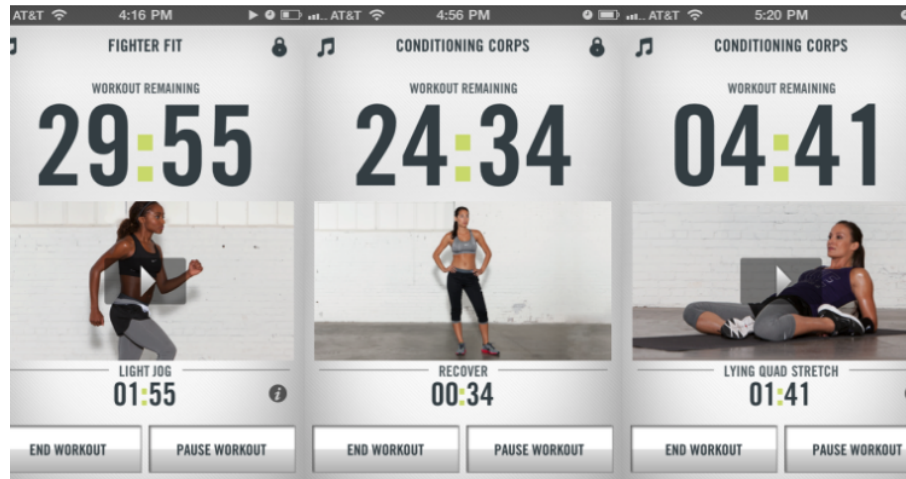 AT&T 4:16 PM
FIGHTER FIT
WORKOUT REMAINING
29:55
LIGHT JOG
01:55
i
END WORKOUT
PAUSE WORKOUT
AT&T 4:56 PM
CONDITIONING CORPS
WORKOUT REMAINING
24:34
RECOVER
00:34
END WORKOUT
PAUSE WORKOUT
AT&T 5:20 PM
CONDITIONING CORPS
WORKOUT REMAINING
04:41
LYING QUAD STRETCH
01:41
END WORKOUT
PAUSE WORKOUT